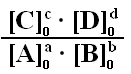 [C]₀ᶜ · [D]₀ᵈ
[A]₀ᵃ · [B]₀ᵇ